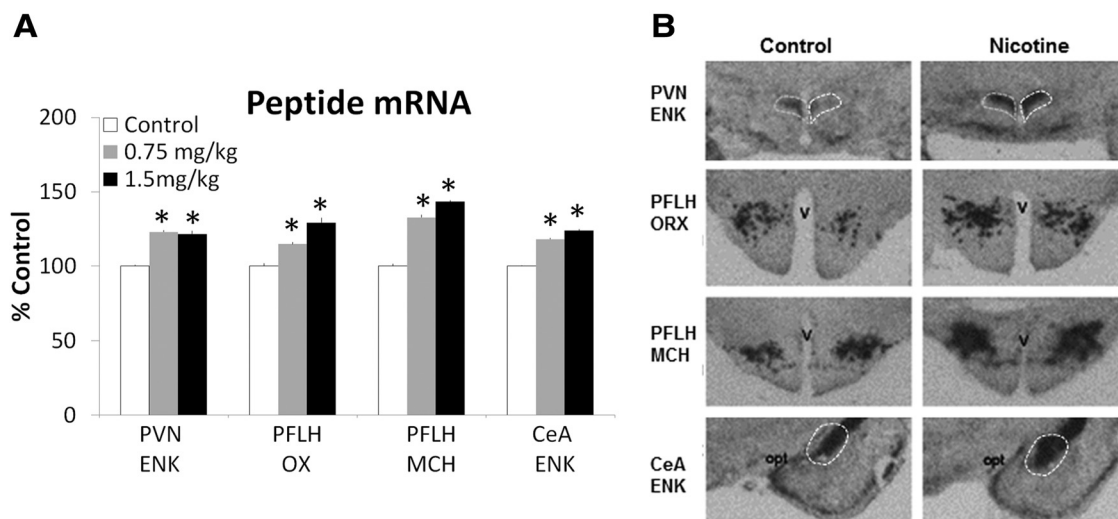 A
Peptide mRNA
% Control
200
150
100
50
0
Control
0.75 mg/kg
1.5mg/kg
* *
* *
* *
* *
PVN
ENK
PFLH
OX
PFLH
MCH
CeA
ENK
B
Control Nicotine
PVN
ENK
PFLH
ORX
V V
PFLH
MCH
V V
CeA
ENK
opt opt